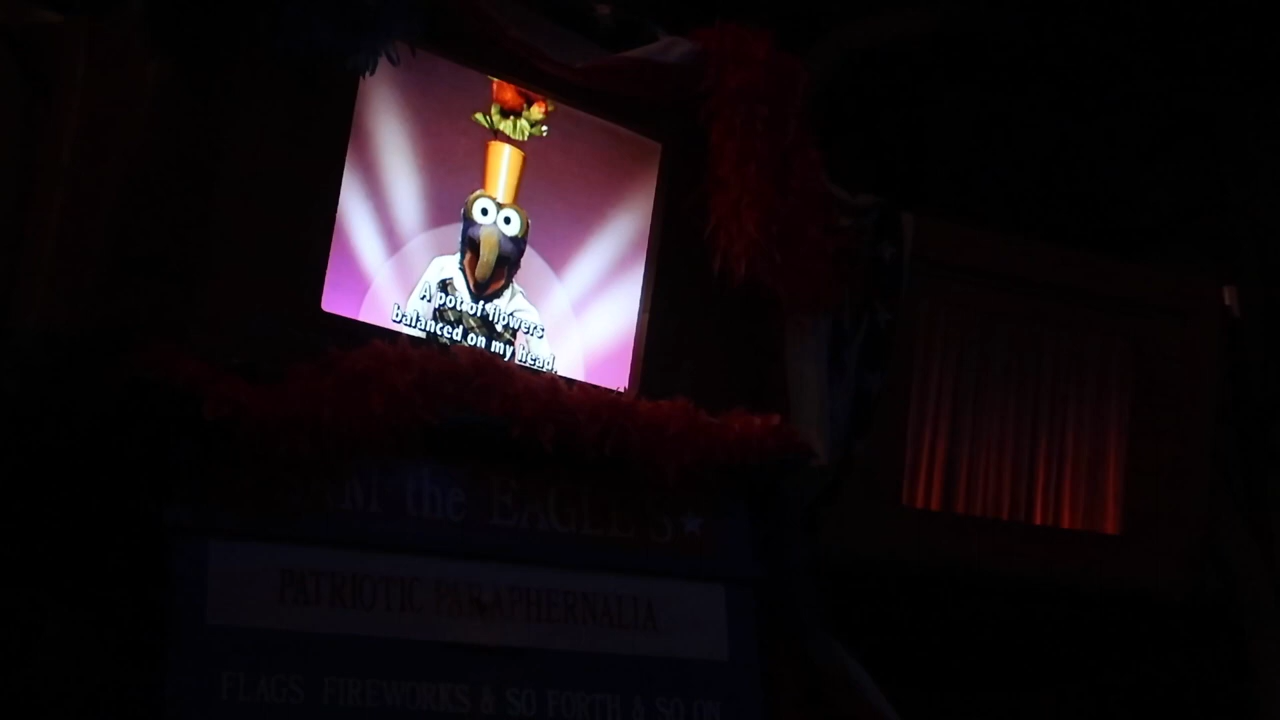 A pot of flowers
balanced on my head.
M the EAGLE'S★
PATRIOTIC PARAPHERNALIA
FLAGS FIREWORKS & SO FORTH & SO ON